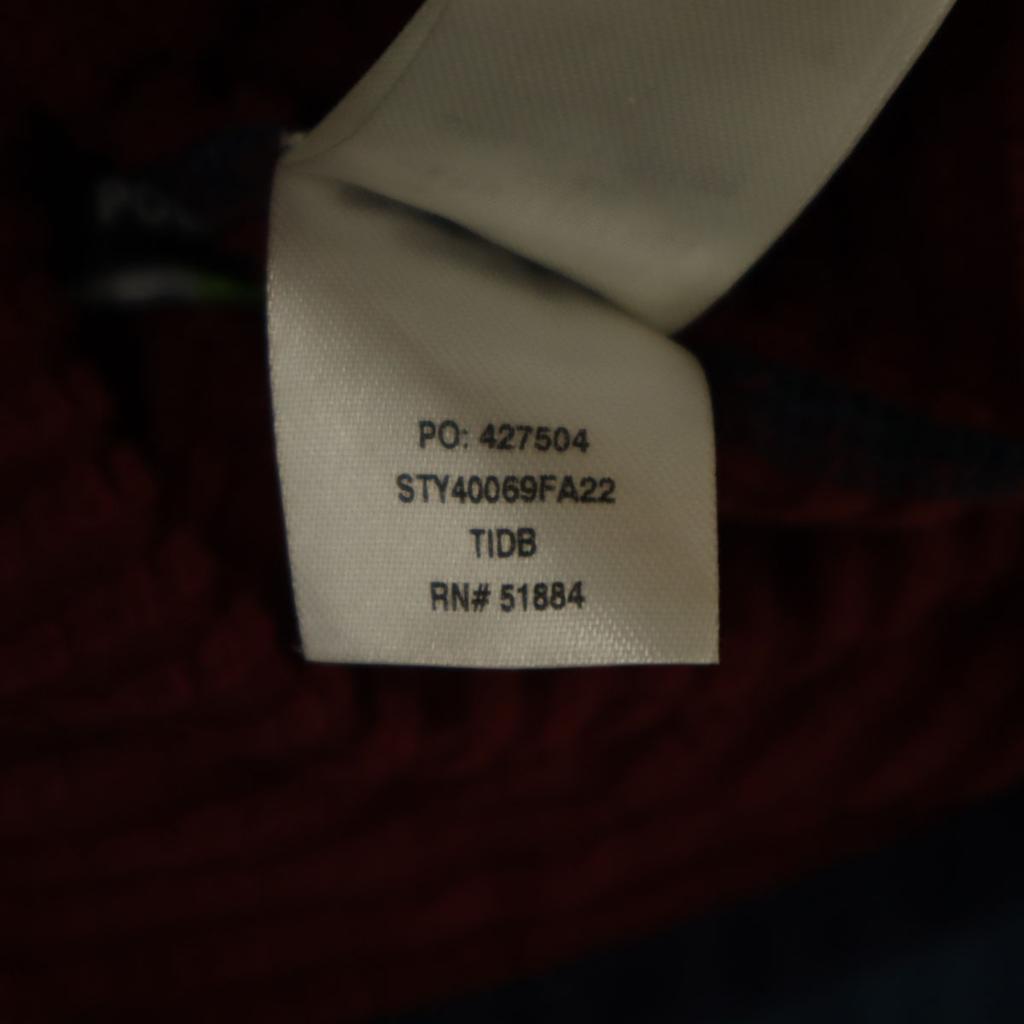 PO: 427504
STY40069FA22
TIDB
RN# 51884